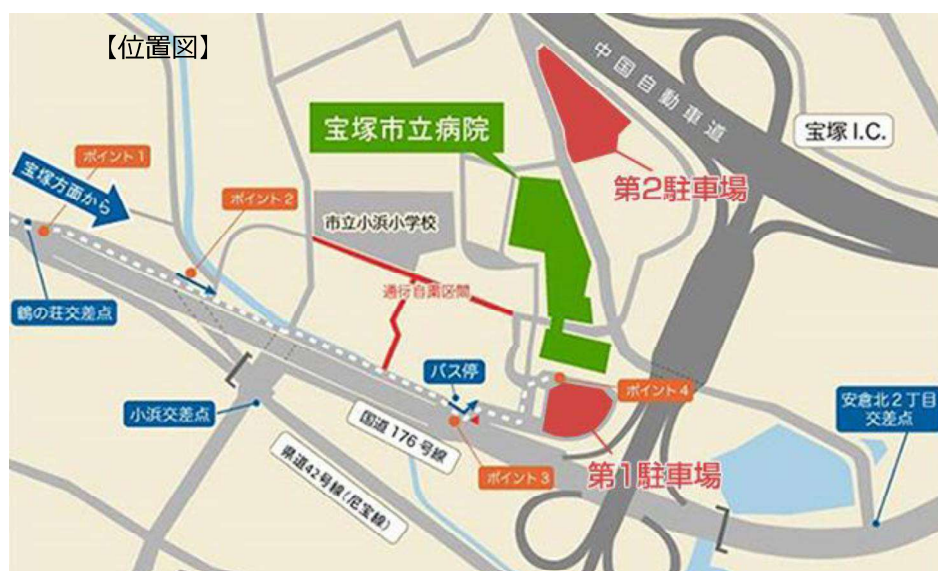 【位置図】
中国自動車道
宝塚市立病院
宝塚 I.C.
ポイント1
宝塚方面から
第2駐車場
ポイント2
市立小浜小学校
通行自粛区間
鶴の荘交差点
バス停
ポイント4
安倉北2丁目
交差点
小浜交差点
国道 176 号線
県道42号線(尼宝線)
ポイント3
第1駐車場